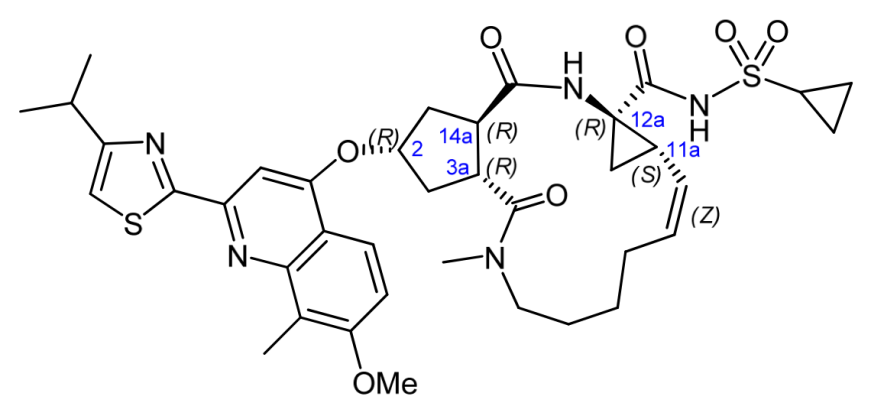 O O O O
H
N S
N
H
(R) 12a
O (R) 14a (R) 11a
2 (S)
3a (R)
N O
S (Z)
N N
OMe